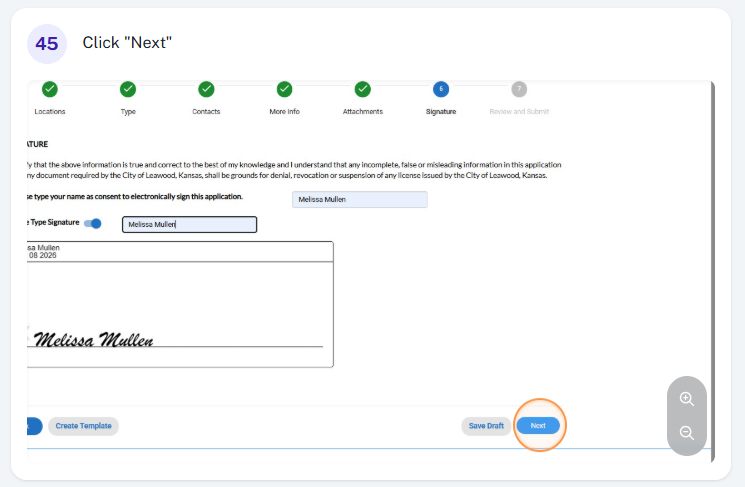 45 Click "Next"
Locations Type Contacts More Info Attachments 6 Signature 7 Review and Submit
TURE
fy that the above information is true and correct to the best of my knowledge and I understand that any incomplete, false or misleading information in this application
ny document required by the City of Leawood, Kansas, shall be grounds for denial, revocation or suspension of any license issued by the City of Leawood, Kansas.
se type your name as consent to electronically sign this application. Melissa Mullen
e Type Signature Melissa Mullen
sa Mullen
08 2026
Melissa Mullen
Create Template Save Draft Next